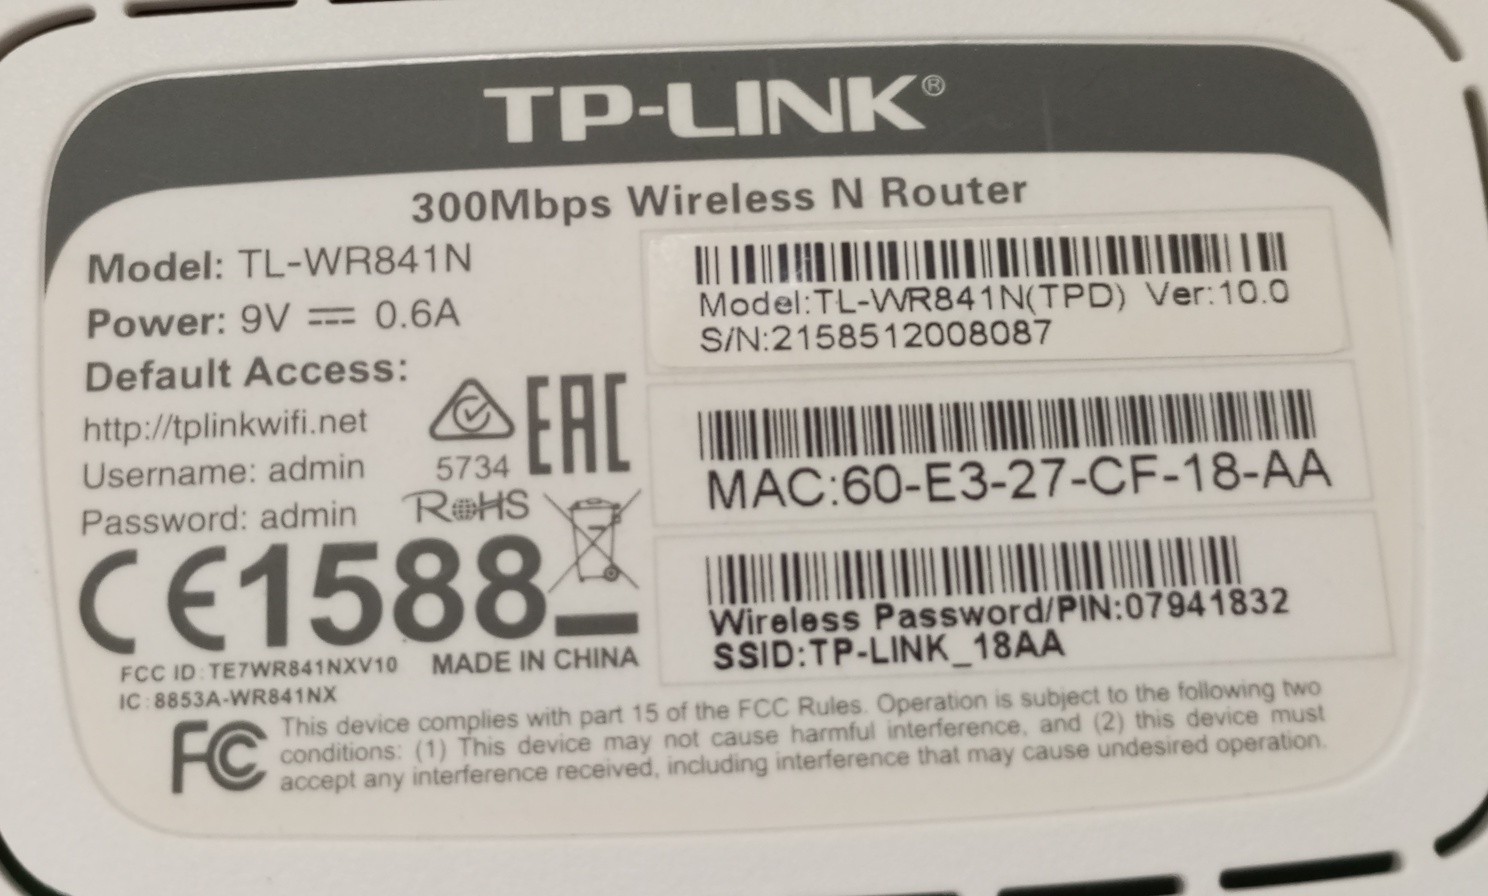 TP-LINK®
300Mbps Wireless N Router
Model: TL-WR841N
Power: 9V ⎓ 0.6A
Default Access:
http://tplinkwifi.net
Username: admin
Password: admin
5734
EAC
RoHS
CE1588
FCC ID: TE7WR841NXV10
MADE IN CHINA
IC: 8853A-WR841NX
Model:TL-WR841N(TPD) Ver:10.0
S/N:2158512008087
MAC:60-E3-27-CF-18-AA
Wireless Password/PIN:07941832
SSID:TP-LINK_18AA
FC
This device complies with part 15 of the FCC Rules. Operation is subject to the following two
conditions: (1) This device may not cause harmful interference, and (2) this device must
accept any interference received, including interference that may cause undesired operation.